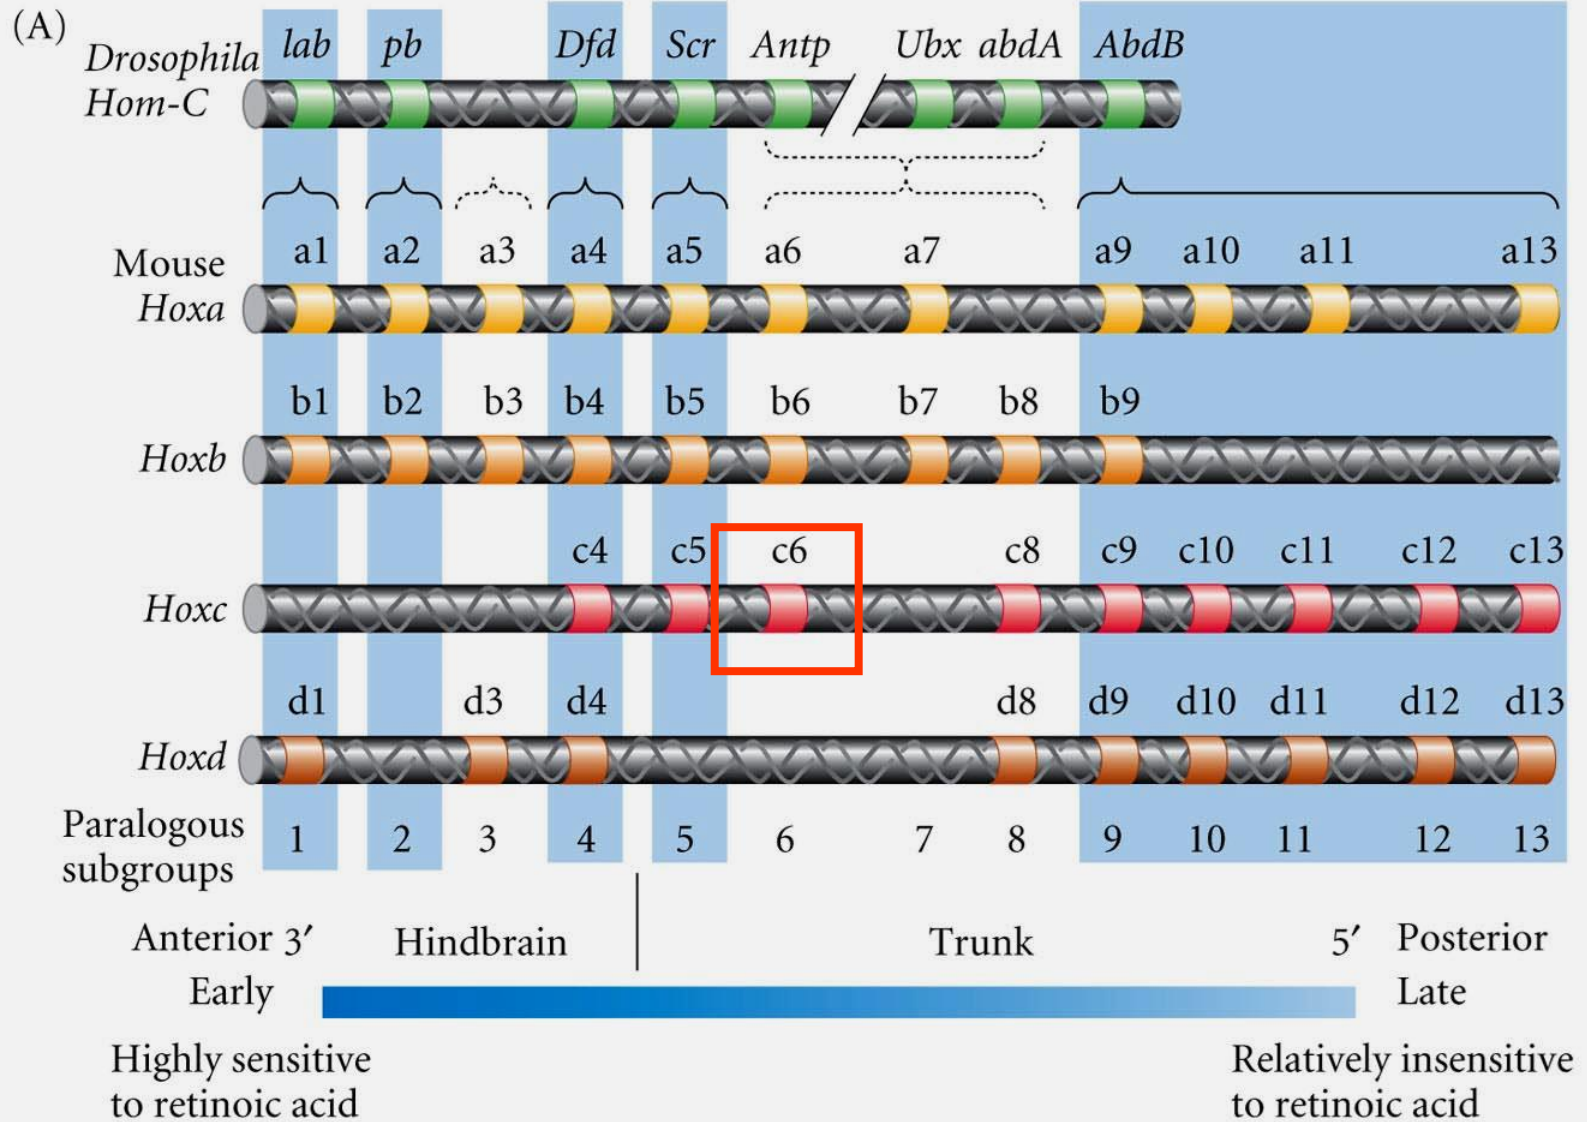 (A)
lab pb Dfd Scr Antp Ubx abdA AbdB
Drosophila
Hom-C
a1 a2 a3 a4 a5 a6 a7 a9 a10 a11 a13
Mouse
Hoxa
b1 b2 b3 b4 b5 b6 b7 b8 b9
Hoxb
c4 c5 c6 c8 c9 c10 c11 c12 c13
Hoxc
d1 d3 d4 d8 d9 d10 d11 d12 d13
Hoxd
Paralogous
subgroups
1 2 3 4 5 6 7 8 9 10 11 12 13
Anterior 3′ Hindbrain Trunk 5′ Posterior
Early Late
Highly sensitive
to retinoic acid
Relatively insensitive
to retinoic acid